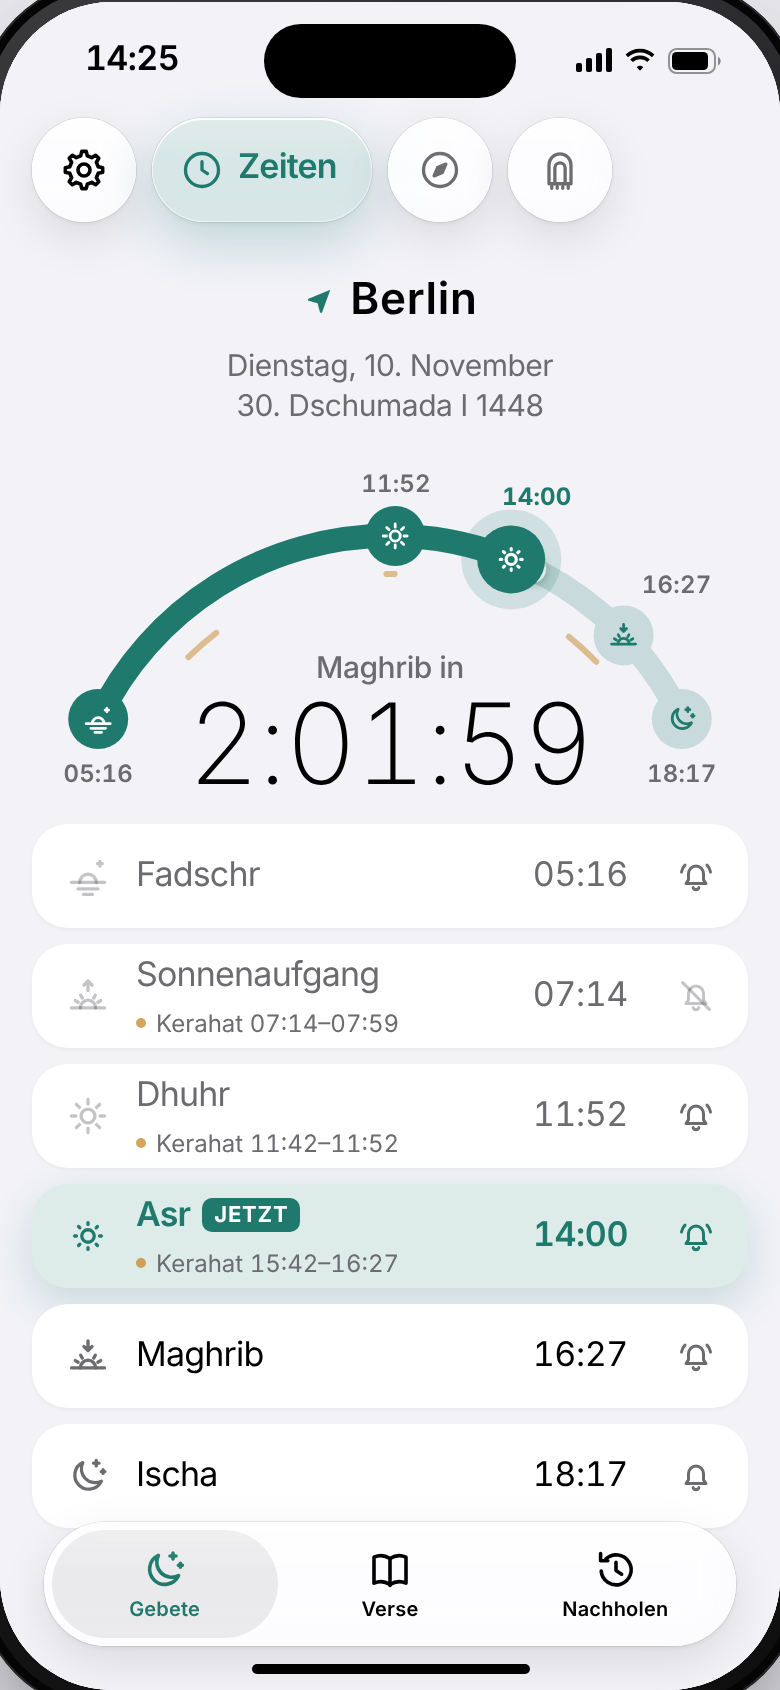 14:25
Zeiten
Berlin
Dienstag, 10. November
30. Dschumada I 1448
11:52
14:00
16:27
Maghrib in
2:01:59
05:16
18:17
Fadschr 05:16
Sonnenaufgang 07:14
Kerahat 07:14–07:59
Dhuhr 11:52
Kerahat 11:42–11:52
Asr JETZT 14:00
Kerahat 15:42–16:27
Maghrib 16:27
Ischa 18:17
Gebete Verse Nachholen